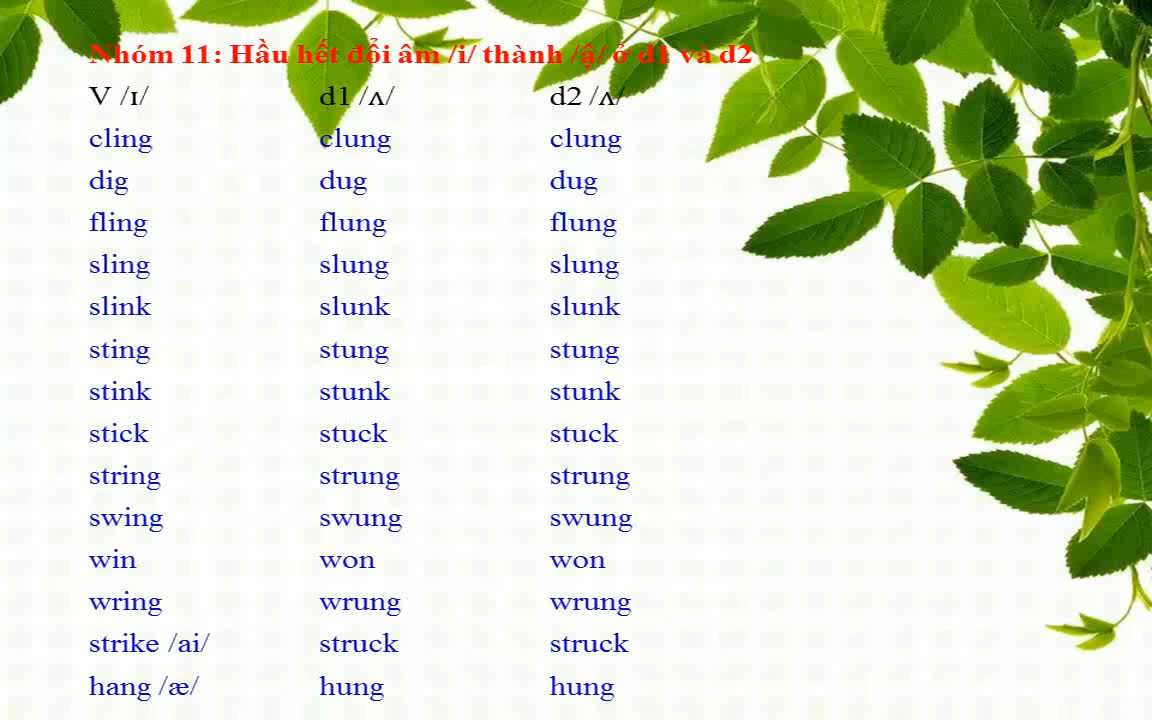 Nhóm 11: Hầu hết đổi âm /i/ thành /ậ/ ở d1 và d2
V /ɪ/ d1 /ʌ/ d2 /ʌ/
cling clung clung
dig dug dug
fling flung flung
sling slung slung
slink slunk slunk
sting stung stung
stink stunk stunk
stick stuck stuck
string strung strung
swing swung swung
win won won
wring wrung wrung
strike /ai/ struck struck
hang /æ/ hung hung